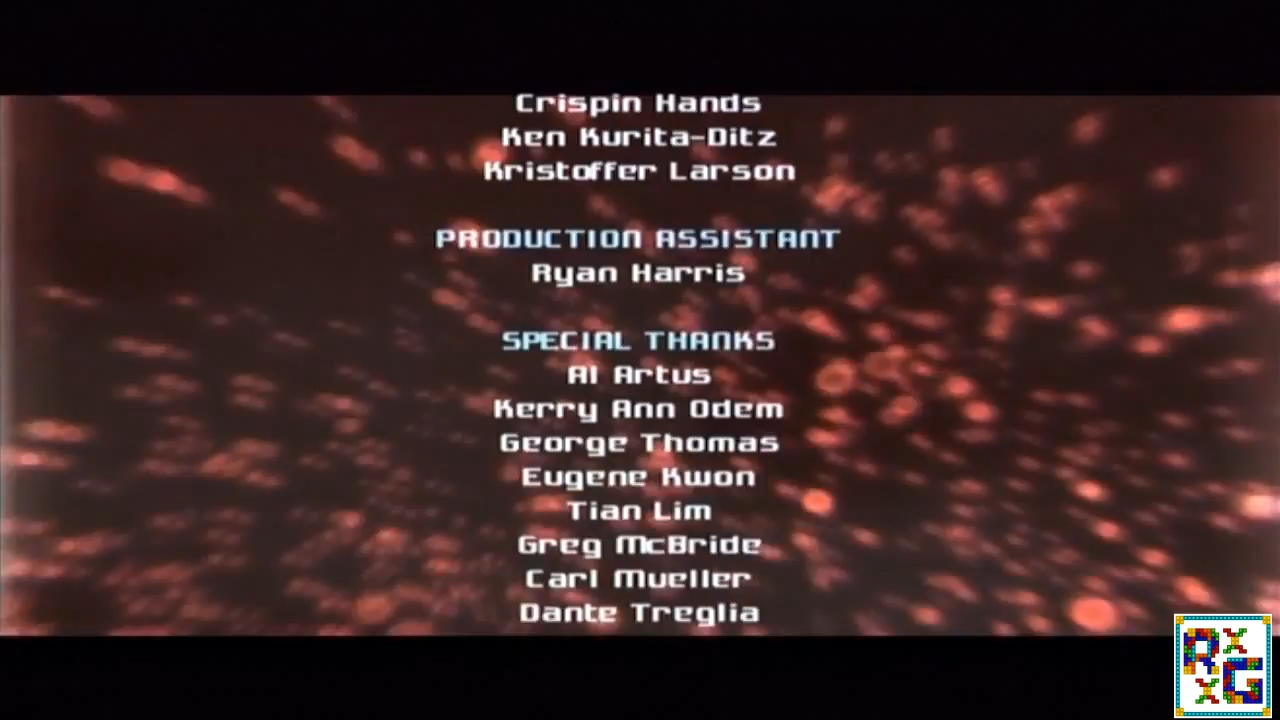 Crispin Hands
Ken Kurita-Ditz
Kristoffer Larson
PRODUCTION ASSISTANT
Ryan Harris
SPECIAL THANKS
Al Artus
Kerry Ann Odem
George Thomas
Eugene Kwon
Tian Lim
Greg McBride
Carl Mueller
Dante Treglia
R X
X G